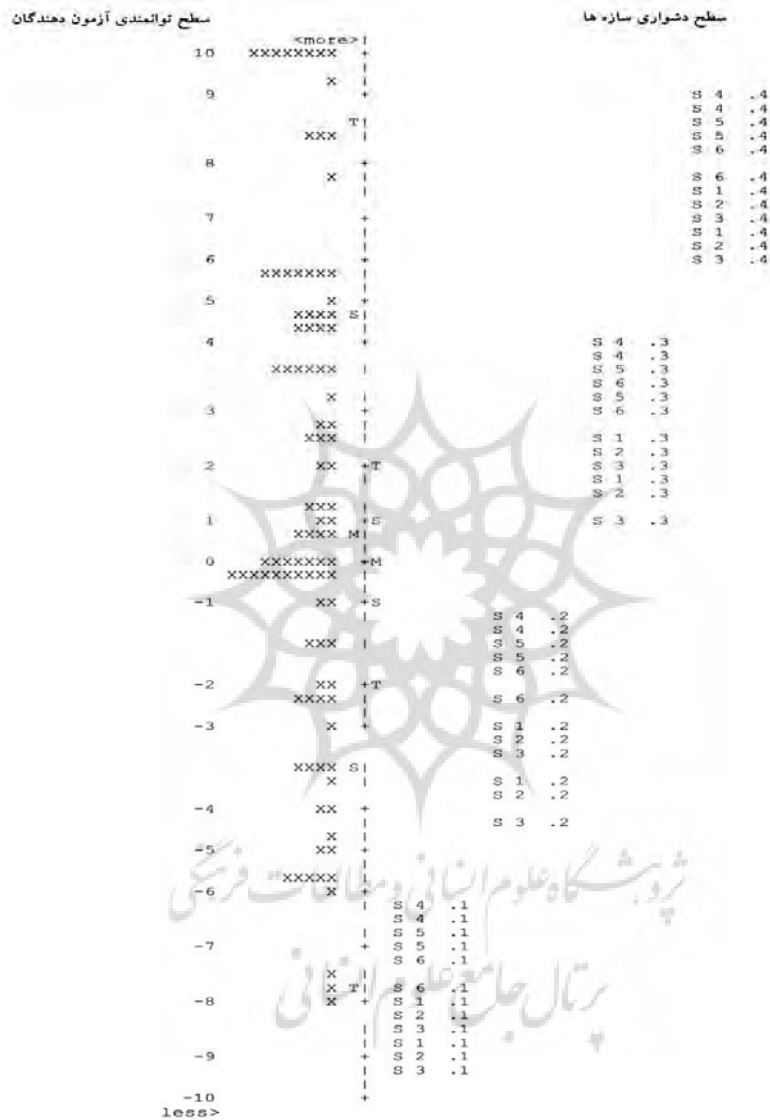 سطح توانمندی آزمون دهندگان
سطح دشواری سازه ها
<more>|
10 XXXXXXXX +
|
X |
9 + S 4 .4
| S 4 .4
T| S 5 .4
XXX | S 5 .4
S 6 .4
8 +
X | S 6 .4
| S 1 .4
S 2 .4
7 + S 3 .4
| S 1 .4
| S 2 .4
6 + S 3 .4
XXXXXXX |
|
5 X +
XXXX S|
XXXX |
4 + S 4 .3
S 4 .3
XXXXXX | S 5 .3
S 6 .3
X | S 5 .3
3 + S 6 .3
XX |
XXX | S 1 .3
| S 2 .3
2 XX +T S 3 .3
| S 1 .3
| S 2 .3
XXX |
1 XX +S S 3 .3
XXXX M|
|
0 XXXXXXX +M
XXXXXXXXXXX |
|
-1 XX +S
| S 4 .2
S 4 .2
XXX | S 5 .2
| S 5 .2
| S 6 .2
-2 XX +T
XXXX | S 6 .2
|
-3 X + S 1 .2
S 2 .2
S 3 .2
XXXX S|
X | S 1 .2
S 2 .2
-4 XX +
| S 3 .2
X |
-5 XX +
|
XXXXX |
-6 X +
| S 4 .1
S 4 .1
| S 5 .1
-7 + S 5 .1
| S 6 .1
X |
X T| S 6 .1
-8 X + S 1 .1
S 2 .1
| S 3 .1
| S 1 .1
-9 + S 2 .1
| S 3 .1
|
-10 +
less>
پژوهشگاه علوم انسانی و مطالعات فرهنگی
پرتال جامع علوم انسانی